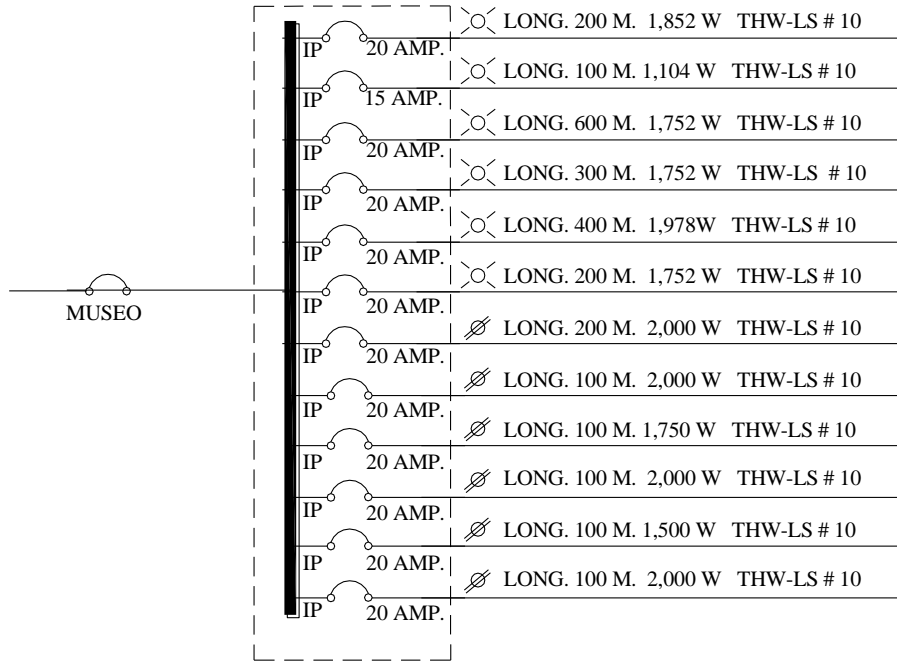 LONG. 200 M. 1,852 W THW-LS # 10
IP 20 AMP.
LONG. 100 M. 1,104 W THW-LS # 10
IP 15 AMP.
LONG. 600 M. 1,752 W THW-LS # 10
IP 20 AMP.
LONG. 300 M. 1,752 W THW-LS # 10
IP 20 AMP.
LONG. 400 M. 1,978W THW-LS # 10
IP 20 AMP.
LONG. 200 M. 1,752 W THW-LS # 10
IP 20 AMP.
MUSEO
LONG. 200 M. 2,000 W THW-LS # 10
IP 20 AMP.
LONG. 100 M. 2,000 W THW-LS # 10
IP 20 AMP.
LONG. 100 M. 1,750 W THW-LS # 10
IP 20 AMP.
LONG. 100 M. 2,000 W THW-LS # 10
IP 20 AMP.
LONG. 100 M. 1,500 W THW-LS # 10
IP 20 AMP.
LONG. 100 M. 2,000 W THW-LS # 10
IP 20 AMP.